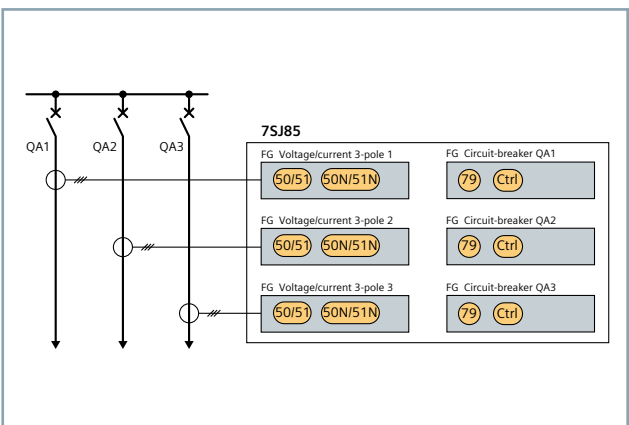 7SJ85
QA1 QA2 QA3
FG Voltage/current 3-pole 1
50/51 50N/51N
FG Circuit-breaker QA1
79 Ctrl
FG Voltage/current 3-pole 2
50/51 50N/51N
FG Circuit-breaker QA2
79 Ctrl
FG Voltage/current 3-pole 3
50/51 50N/51N
FG Circuit-breaker QA3
79 Ctrl